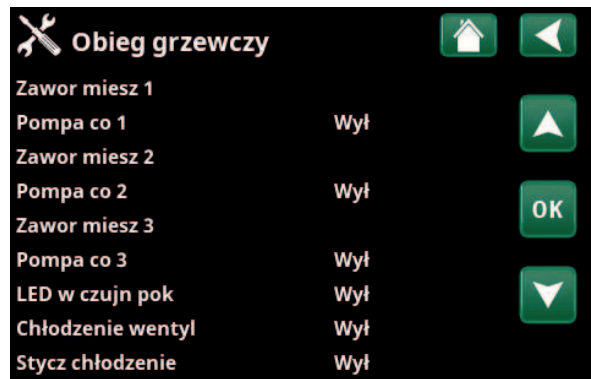 Obieg grzewczy
Zawor miesz 1
Pompa co 1 Wył
Zawor miesz 2
Pompa co 2 Wył
OK
Zawor miesz 3
Pompa co 3 Wył
LED w czujn pok Wył
Chłodzenie wentyl Wył
Stycz chłodzenie Wył